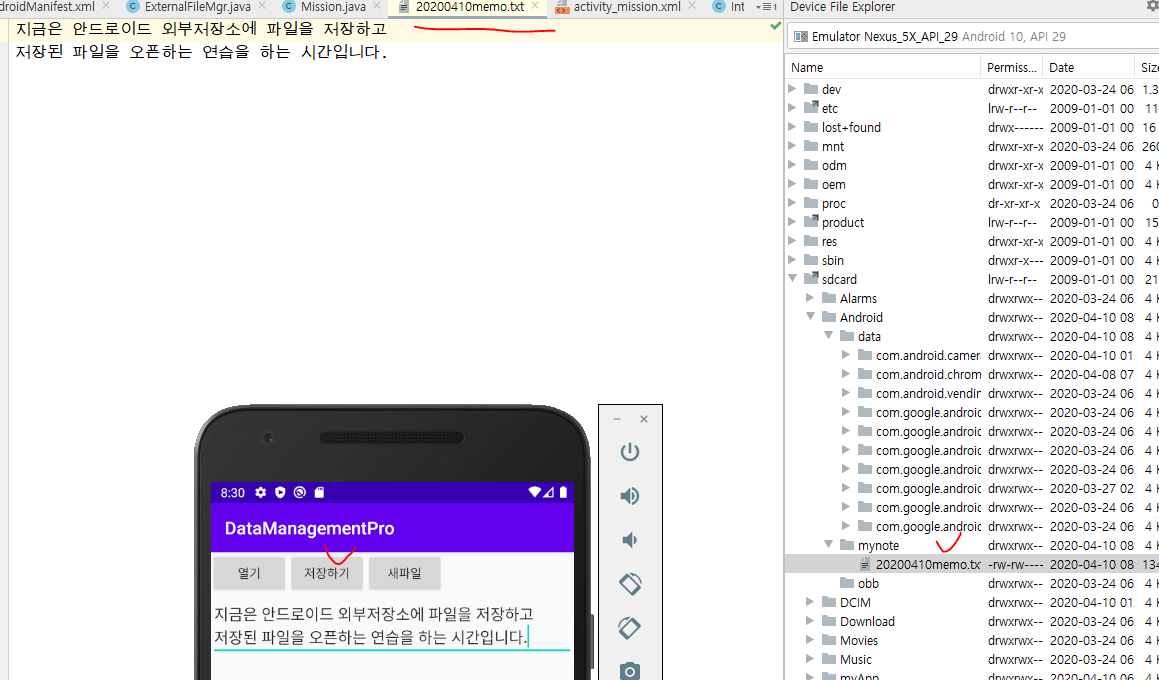 droidManifest.xml ExternalFileMgr.java Mission.java 20200410memo.txt activity_mission.xml Int Device File Explorer
지금은 안드로이드 외부저장소에 파일을 저장하고
저장된 파일을 오픈하는 연습을 하는 시간입니다.
Emulator Nexus_5X_API_29 Android 10, API 29
Name Permiss... Date Size
dev drwxr-xr-x 2020-03-24 06 1.3
etc lrw-r--r-- 2009-01-01 00 11
lost+found drwx------ 2009-01-01 00 16
mnt drwxr-xr-x 2020-03-24 06 260
odm drwxr-xr-x 2009-01-01 00 4 K
oem drwxr-xr-x 2009-01-01 00 4 K
proc dr-xr-xr-x 2020-03-24 06 0
product lrw-r--r-- 2009-01-01 00 15
res drwxr-xr-x 2009-01-01 00 4 K
sbin drwxr-x--- 2009-01-01 00 4 K
sdcard lrw-r--r-- 2009-01-01 00 21
Alarms drwxrwx-- 2020-03-24 06 4 K
Android drwxrwx-- 2020-04-10 08 4 K
data drwxrwx-- 2020-04-10 08 4 K
com.android.camera drwxrwx-- 2020-04-10 01 4 K
com.android.chrom drwxrwx-- 2020-04-08 07 4 K
com.android.vendin drwxrwx-- 2020-03-24 06 4 K
com.google.android drwxrwx-- 2020-03-24 06 4 K
com.google.android drwxrwx-- 2020-03-24 06 4 K
com.google.android drwxrwx-- 2020-03-24 06 4 K
com.google.android drwxrwx-- 2020-03-24 06 4 K
com.google.android drwxrwx-- 2020-03-27 02 4 K
com.google.android drwxrwx-- 2020-03-24 06 4 K
com.google.android drwxrwx-- 2020-03-24 06 4 K
mynote drwxrwx-- 2020-04-10 08 4 K
20200410memo.txt -rw-rw---- 2020-04-10 08 134
obb drwxrwx-- 2020-03-24 06 4 K
DCIM drwxrwx-- 2020-04-10 01 4 K
Download drwxrwx-- 2020-03-24 06 4 K
Movies drwxrwx-- 2020-03-24 06 4 K
Music drwxrwx-- 2020-03-24 06 4 K
8:30
DataManagementPro
열기 저장하기 새파일
지금은 안드로이드 외부저장소에 파일을 저장하고
저장된 파일을 오픈하는 연습을 하는 시간입니다.